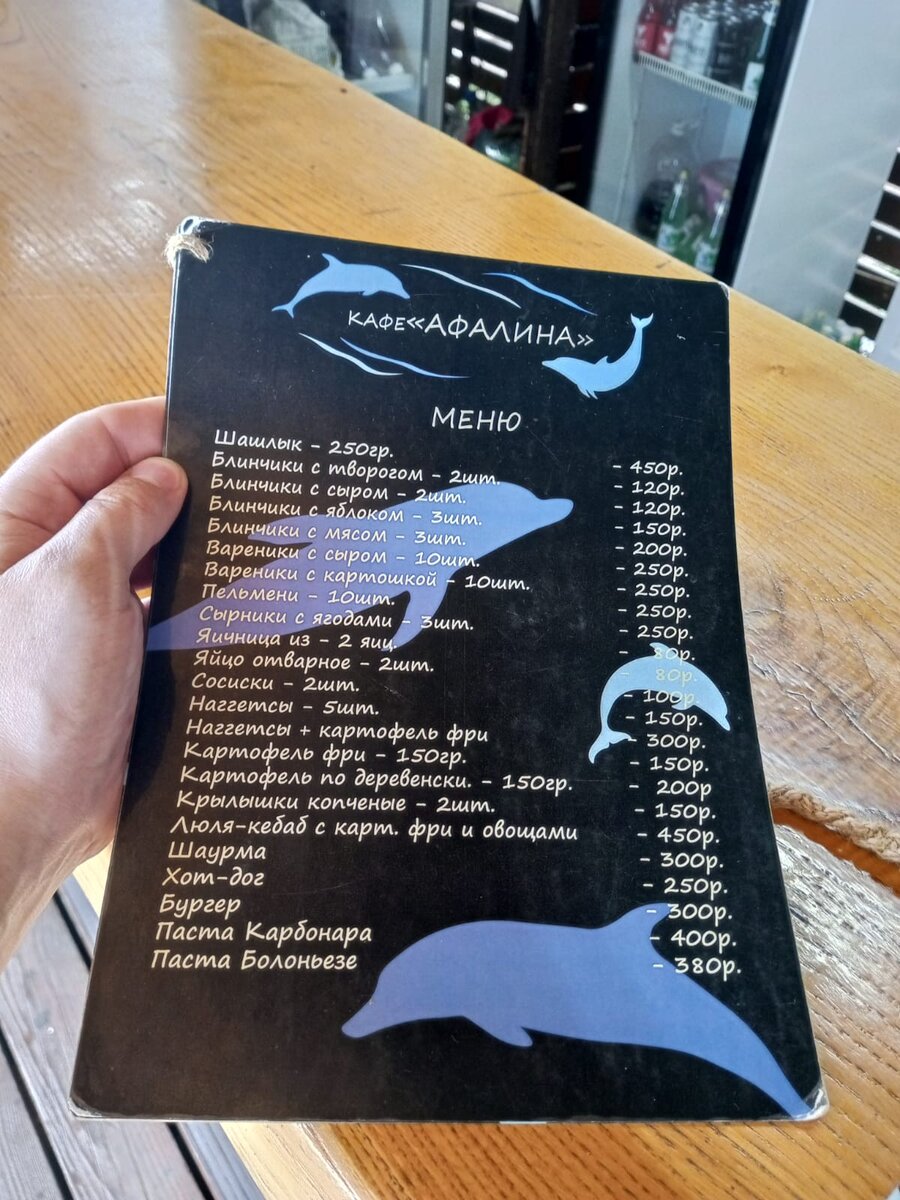 КАФЕ «АФАЛИНА»
МЕНЮ
Шашлык - 250гр. - 450р.
Блинчики с творогом - 2шт. - 120р.
Блинчики с сыром - 2шт. - 120р.
Блинчики с яблоком - 3шт. - 150р.
Блинчики с мясом - 3шт. - 200р.
Вареники с сыром - 10шт. - 250р.
Вареники с картошкой - 10шт. - 250р.
Пельмени - 10шт. - 250р.
Сырники с ягодами - 3шт. - 250р.
Яичница из - 2 яиц. - 80р.
Яйцо отварное - 2шт. - 80р.
Сосиски - 2шт. - 100р.
Наггетсы - 5шт. - 150р.
Наггетсы + картофель фри - 300р.
Картофель фри - 150гр. - 150р.
Картофель по деревенски. - 150гр. - 200р
Крылышки копченые - 2шт. - 150р.
Люля-кебаб с карт. фри и овощами - 450р.
Шаурма - 300р.
Хот-дог - 250р.
Бургер - 300р.
Паста Карбонара - 400р.
Паста Болоньезе - 380р.